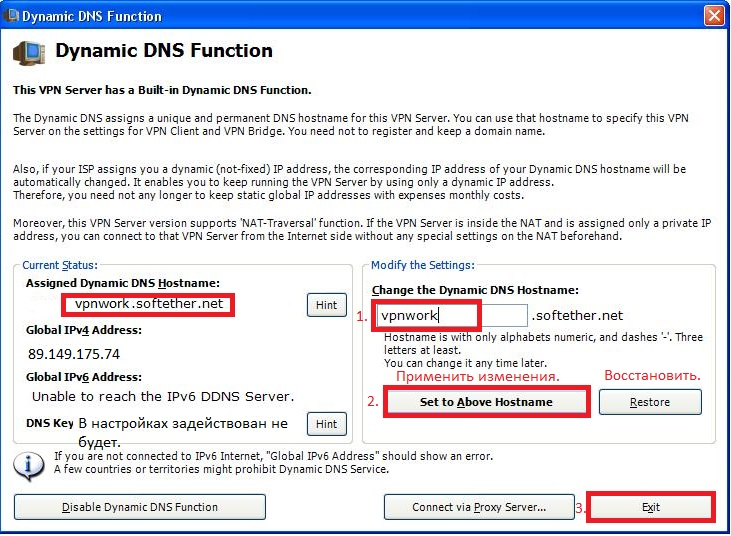 Dynamic DNS Function
Dynamic DNS Function
This VPN Server has a Built-in Dynamic DNS Function.
The Dynamic DNS assigns a unique and permanent DNS hostname for this VPN Server. You can use that hostname to specify this VPN
Server on the settings for VPN Client and VPN Bridge. You need not to register and keep a domain name.
Also, if your ISP assigns you a dynamic (not-fixed) IP address, the corresponding IP address of your Dynamic DNS hostname will be
automatically changed. It enables you to keep running the VPN Server by using only a dynamic IP address.
Therefore, you need not any longer to keep static global IP addresses with expenses monthly costs.
Moreover, this VPN Server version supports 'NAT-Traversal' function. If the VPN Server is inside the NAT and is assigned only a private IP
address, you can connect to that VPN Server from the Internet side without any special settings on the NAT beforehand.
Current Status:
Assigned Dynamic DNS Hostname:
vpnwork.softether.net
Hint
Global IPv4 Address:
89.149.175.74
Global IPv6 Address:
Unable to reach the IPv6 DDNS Server.
DNS Key В настройках задействован не
будет.
Hint
Modify the Settings:
Change the Dynamic DNS Hostname:
1. vpnwork .softether.net
Hostname is with only alphabets numeric, and dashes '-'. Three
letters at least.
You can change it any time later.
Применить изменения. Восстановить.
2. Set to Above Hostname Restore
If you are not connected to IPv6 Internet, "Global IPv6 Address" should show an error.
A few countries or territories might prohibit Dynamic DNS Service.
Disable Dynamic DNS Function Connect via Proxy Server... 3. Exit